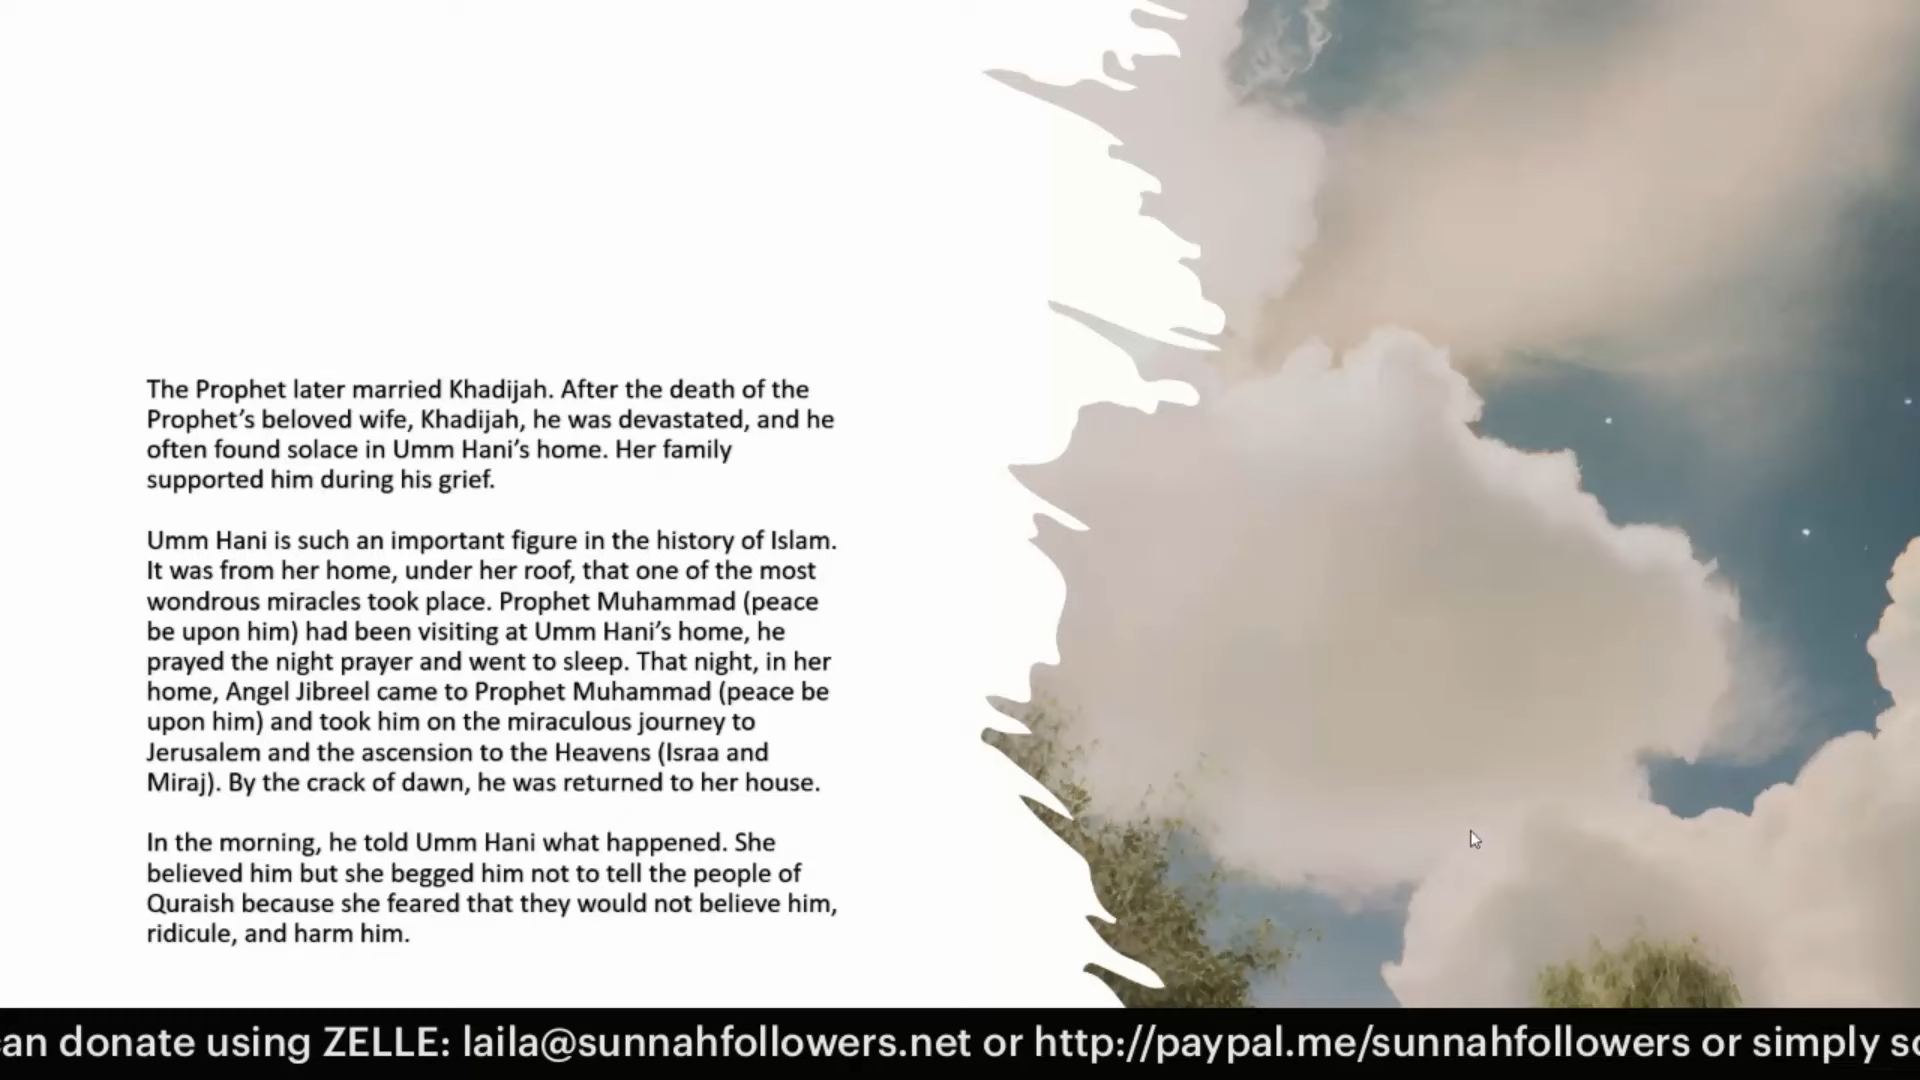 The Prophet later married Khadijah. After the death of the
Prophet’s beloved wife, Khadijah, he was devastated, and he
often found solace in Umm Hani’s home. Her family
supported him during his grief.
Umm Hani is such an important figure in the history of Islam.
It was from her home, under her roof, that one of the most
wondrous miracles took place. Prophet Muhammad (peace
be upon him) had been visiting at Umm Hani’s home, he
prayed the night prayer and went to sleep. That night, in her
home, Angel Jibreel came to Prophet Muhammad (peace be
upon him) and took him on the miraculous journey to
Jerusalem and the ascension to the Heavens (Israa and
Miraj). By the crack of dawn, he was returned to her house.
In the morning, he told Umm Hani what happened. She
believed him but she begged him not to tell the people of
Quraish because she feared that they would not believe him,
ridicule, and harm him.
can donate using ZELLE: laila@sunnahfollowers.net or http://paypal.me/sunnahfollowers or simply